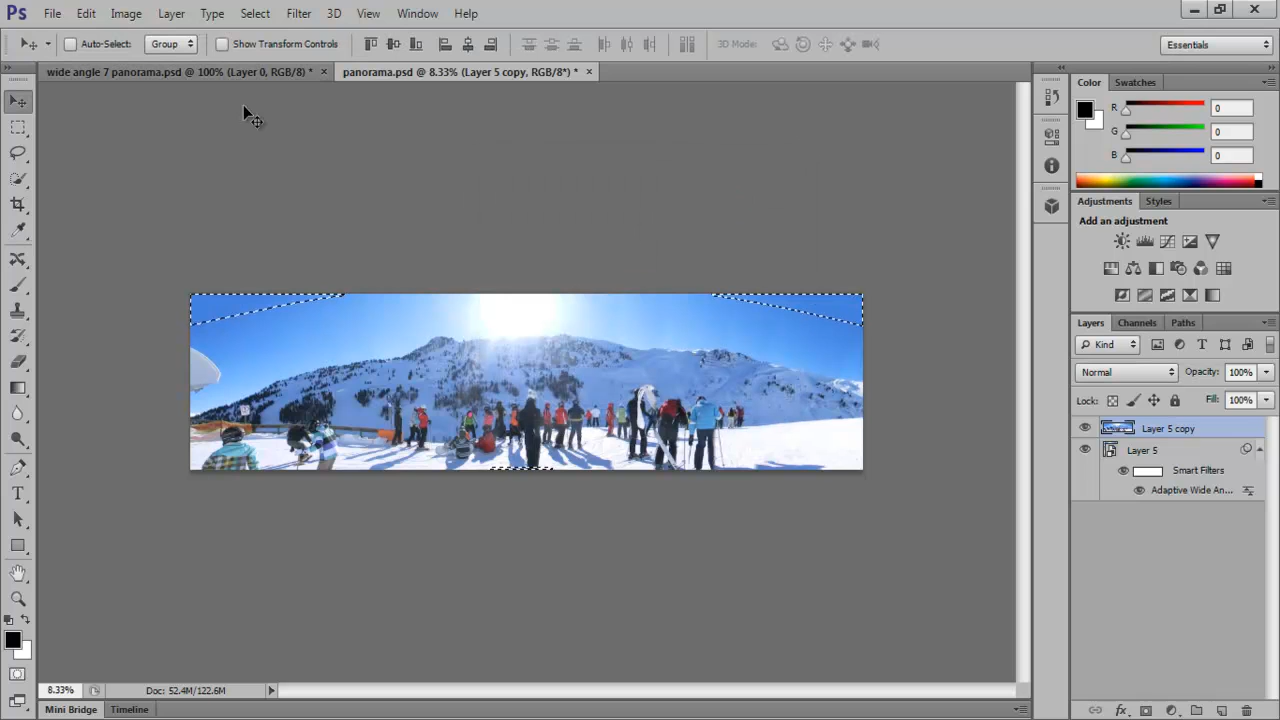 Ps File Edit Image Layer Type Select Filter 3D View Window Help
Auto-Select: Group Show Transform Controls 3D Mode: Essentials
wide angle 7 panorama.psd @ 100% (Layer 0, RGB/8) * × panorama.psd @ 8.33% (Layer 5 copy, RGB/8*) * ×
Color Swatches
R 0
G 0
B 0
Adjustments Styles
Add an adjustment
Layers Channels Paths
Kind
Normal Opacity: 100%
Lock: Fill: 100%
Layer 5 copy
Layer 5
Smart Filters
Adaptive Wide An...
8.33% Doc: 52.4M/122.6M
Mini Bridge Timeline